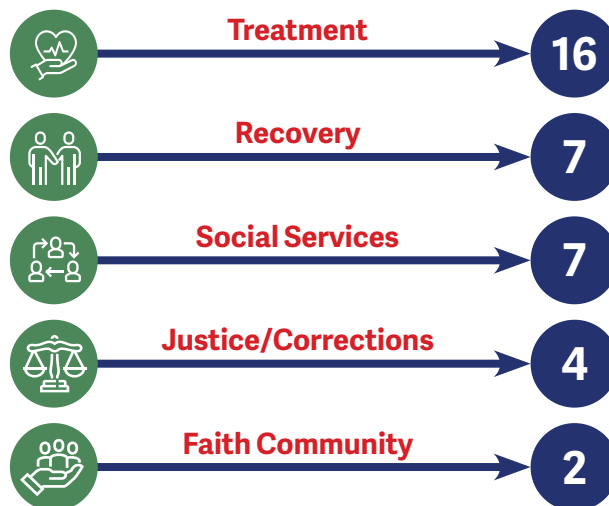 Treatment
16
Recovery
7
Social Services
7
Justice/Corrections
4
Faith Community
2